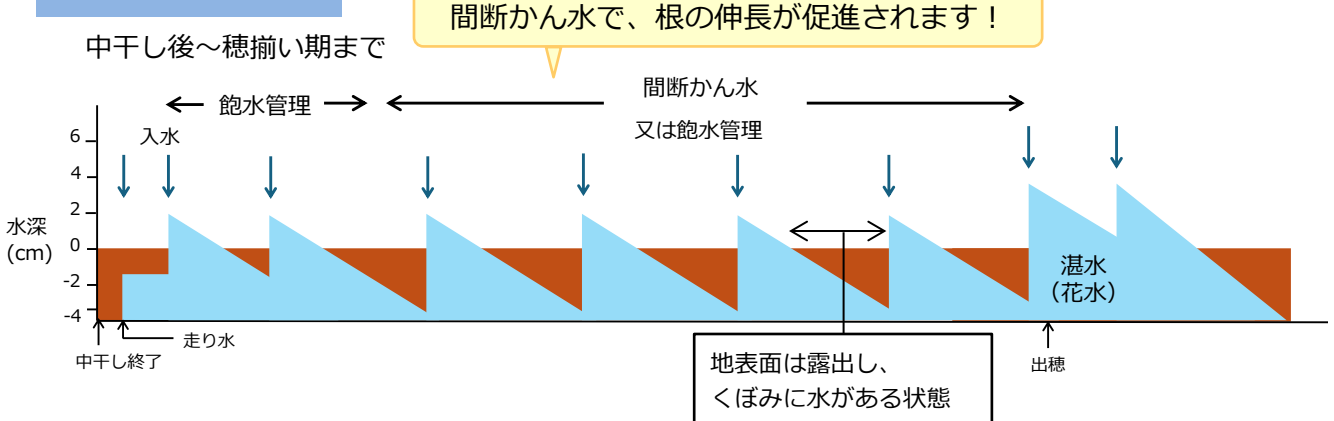 間断かん水で、根の伸長が促進されます！
中干し後～穂揃い期まで
飽水管理
間断かん水
又は飽水管理
入水
6
4
2
0
-2
-4
水深
(cm)
湛水
（花水）
走り水
中干し終了
出穂
地表面は露出し、
くぼみに水がある状態